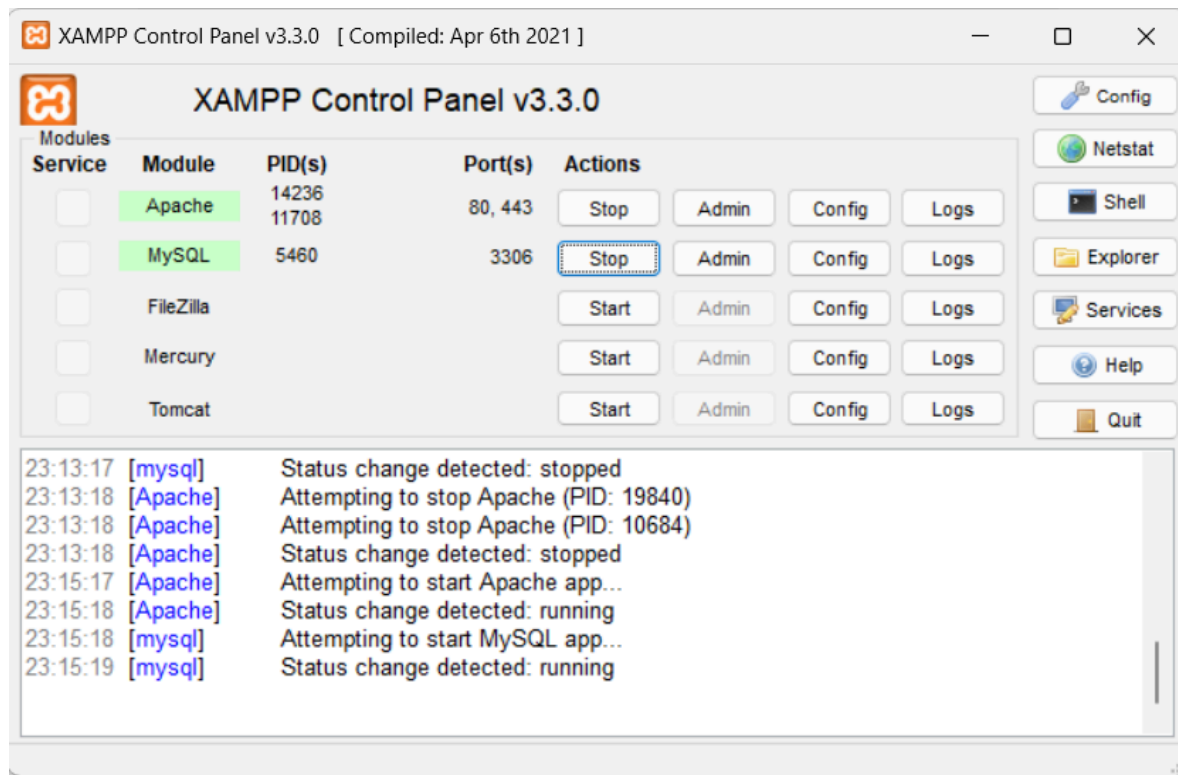 XAMPP Control Panel v3.3.0 [ Compiled: Apr 6th 2021 ]
XAMPP Control Panel v3.3.0
Config
Netstat
Shell
Explorer
Services
Help
Quit
Modules
Service Module PID(s) Port(s) Actions
Apache 14236 11708 80, 443 Stop Admin Config Logs
MySQL 5460 3306 Stop Admin Config Logs
FileZilla Start Admin Config Logs
Mercury Start Admin Config Logs
Tomcat Start Admin Config Logs
23:13:17 [mysql] Status change detected: stopped
23:13:18 [Apache] Attempting to stop Apache (PID: 19840)
23:13:18 [Apache] Attempting to stop Apache (PID: 10684)
23:13:18 [Apache] Status change detected: stopped
23:15:17 [Apache] Attempting to start Apache app...
23:15:18 [Apache] Status change detected: running
23:15:18 [mysql] Attempting to start MySQL app...
23:15:19 [mysql] Status change detected: running